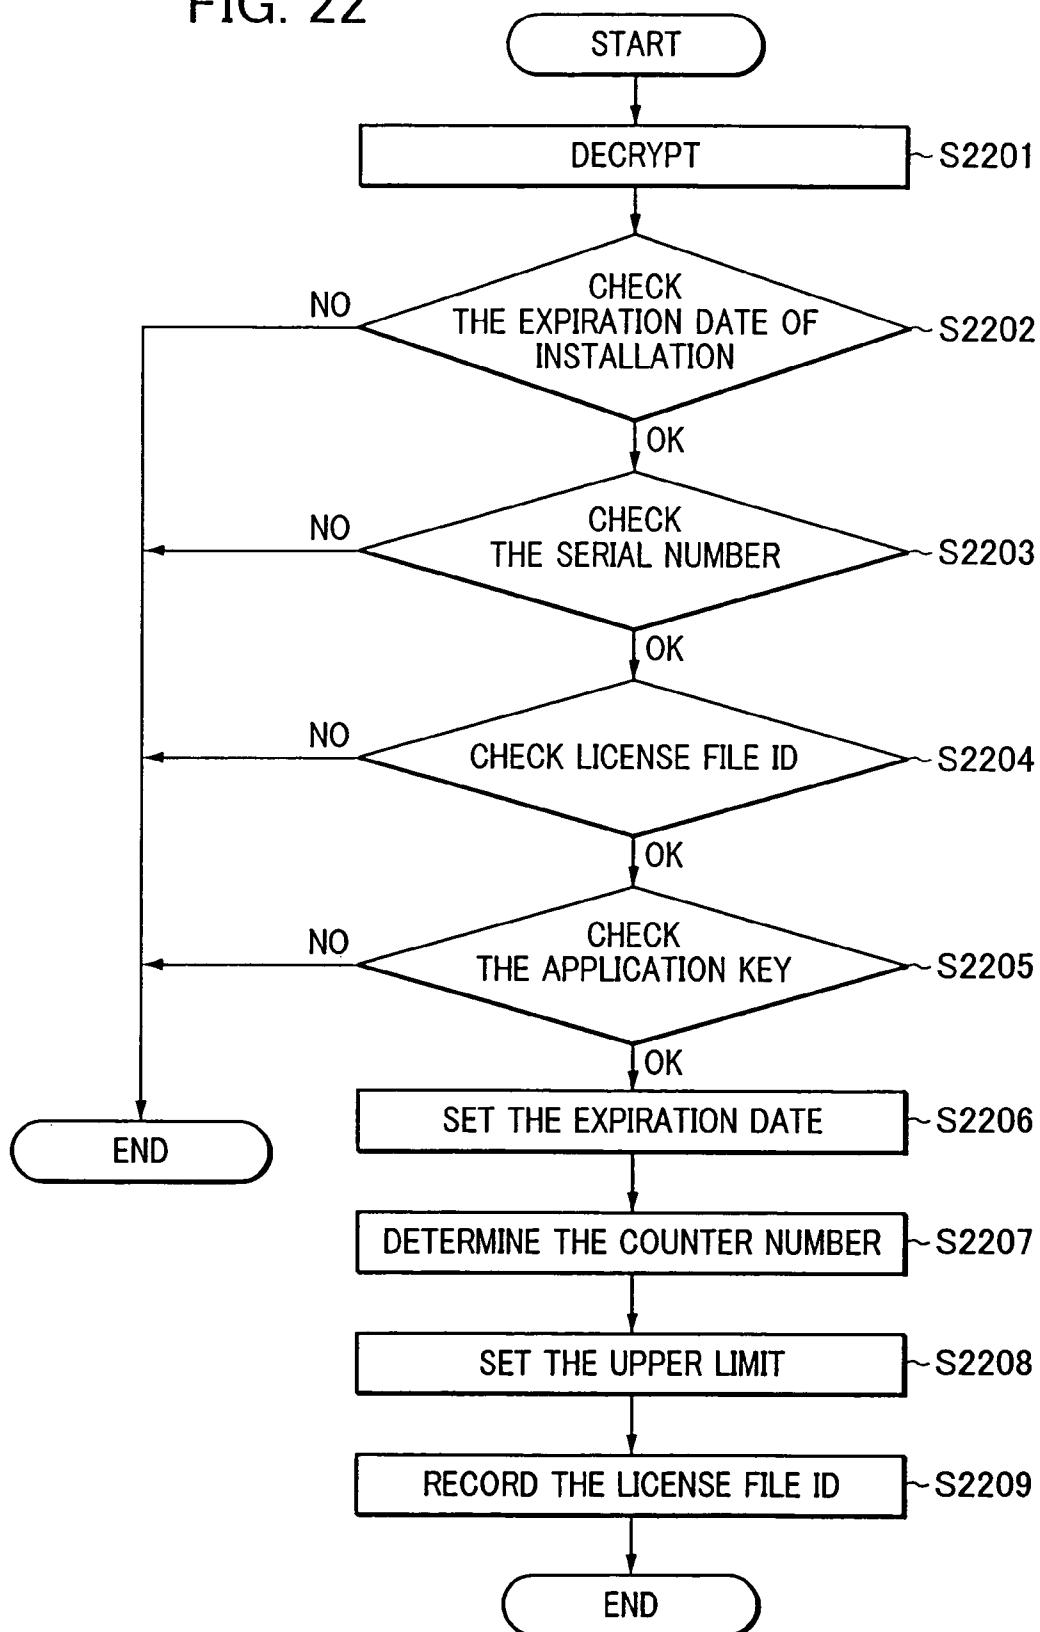 FIG. 22
START
DECRYPT
S2201
CHECK
THE EXPIRATION DATE OF
INSTALLATION
S2202
NO
OK
CHECK
THE SERIAL NUMBER
S2203
NO
OK
CHECK LICENSE FILE ID
S2204
NO
OK
CHECK
THE APPLICATION KEY
S2205
NO
OK
SET THE EXPIRATION DATE
S2206
END
DETERMINE THE COUNTER NUMBER
S2207
SET THE UPPER LIMIT
S2208
RECORD THE LICENSE FILE ID
S2209
END